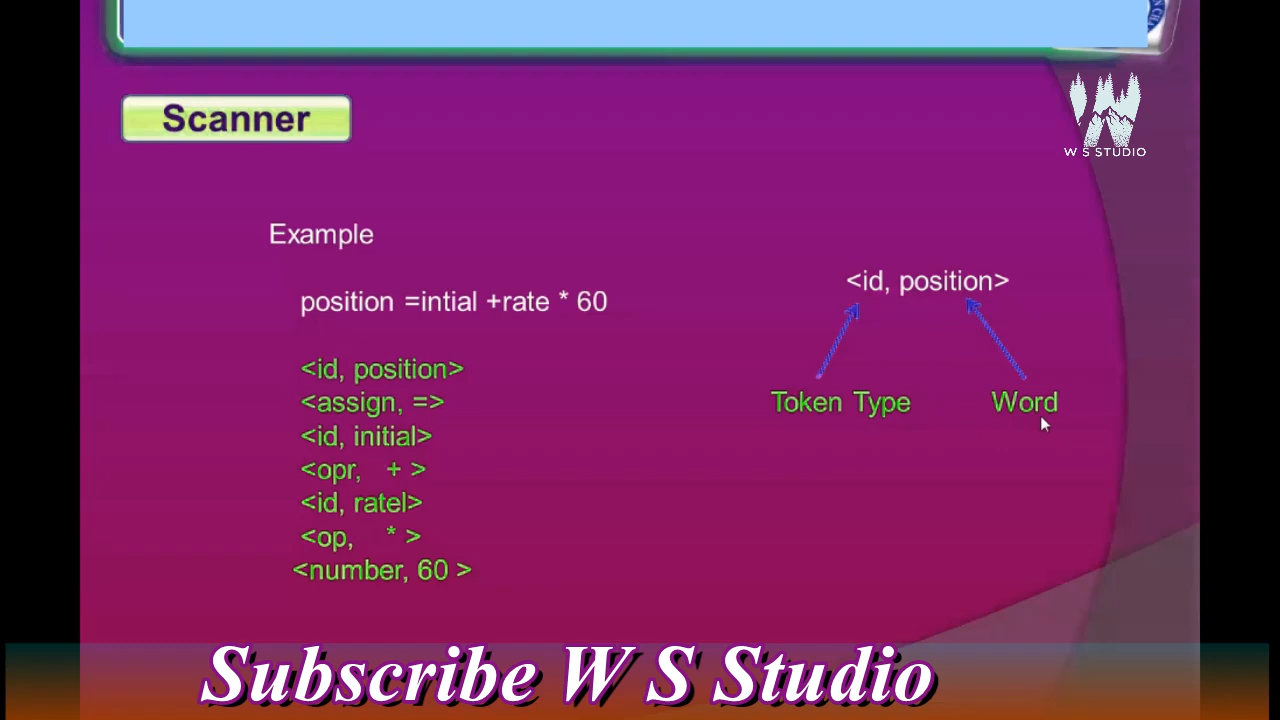 Scanner
W S STUDIO
Example
position =intial +rate * 60
<id, position>
<assign, =>
<id, initial>
<opr, + >
<id, ratel>
<op, * >
<number, 60 >
<id, position>
Token Type
Word
Subscribe W S Studio